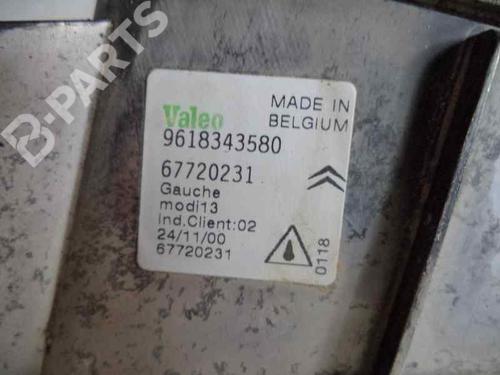 B-PARTS
Valeo
MADE IN
BELGIUM
9618343580
67720231
Gauche
modi13
Ind.Client:02
24/11/00
67720231
0118